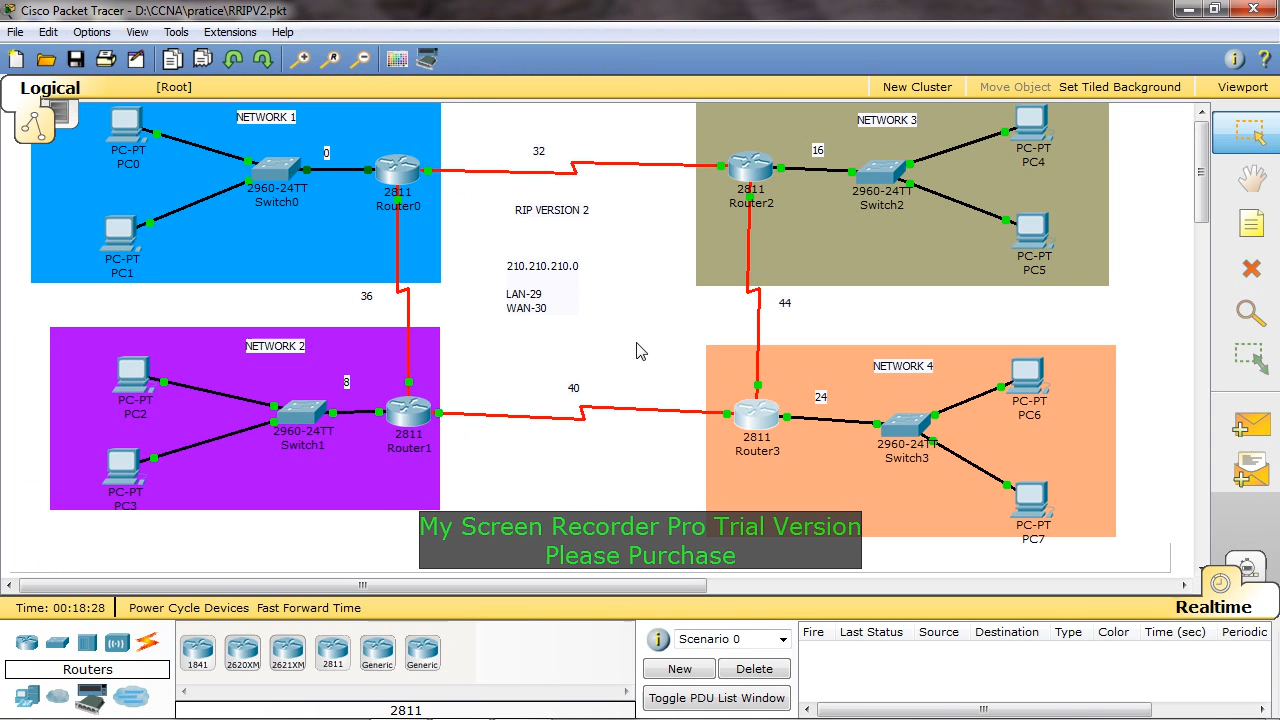 Cisco Packet Tracer - D:\CCNA\pratice\RRIPV2.pkt
File Edit Options View Tools Extensions Help
Logical
[Root]
New Cluster
Move Object
Set Tiled Background
Viewport
NETWORK 1
PC-PT
PC0
0
2960-24TT
Switch0
2811
Router0
PC-PT
PC1
32
RIP VERSION 2
210.210.210.0
LAN-29
WAN-30
NETWORK 3
16
2811
Router2
2960-24TT
Switch2
PC-PT
PC4
PC-PT
PC5
36
44
40
NETWORK 2
PC-PT
PC2
8
2960-24TT
Switch1
2811
Router1
PC-PT
PC3
NETWORK 4
24
2811
Router3
2960-24TT
Switch3
PC-PT
PC6
PC-PT
PC7
My Screen Recorder Pro Trial Version
Please Purchase
Time: 00:18:28
Power Cycle Devices Fast Forward Time
Realtime
Routers
1841
2620XM
2621XM
2811
Generic
Generic
2811
Scenario 0
New
Delete
Toggle PDU List Window
Fire Last Status Source Destination Type Color Time (sec) Periodic